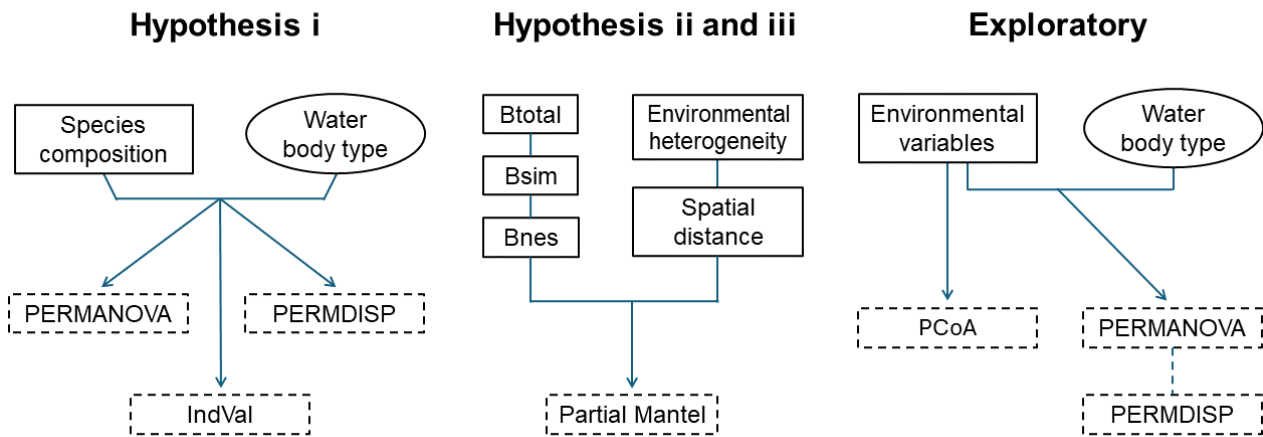 Hypothesis i
Species
composition
Water
body type
PERMANOVA
PERMDISP
IndVal
Hypothesis ii and iii
Btotal
Bsim
Bnes
Environmental
heterogeneity
Spatial
distance
Partial Mantel
Exploratory
Environmental
variables
Water
body type
PCoA
PERMANOVA
PERMDISP